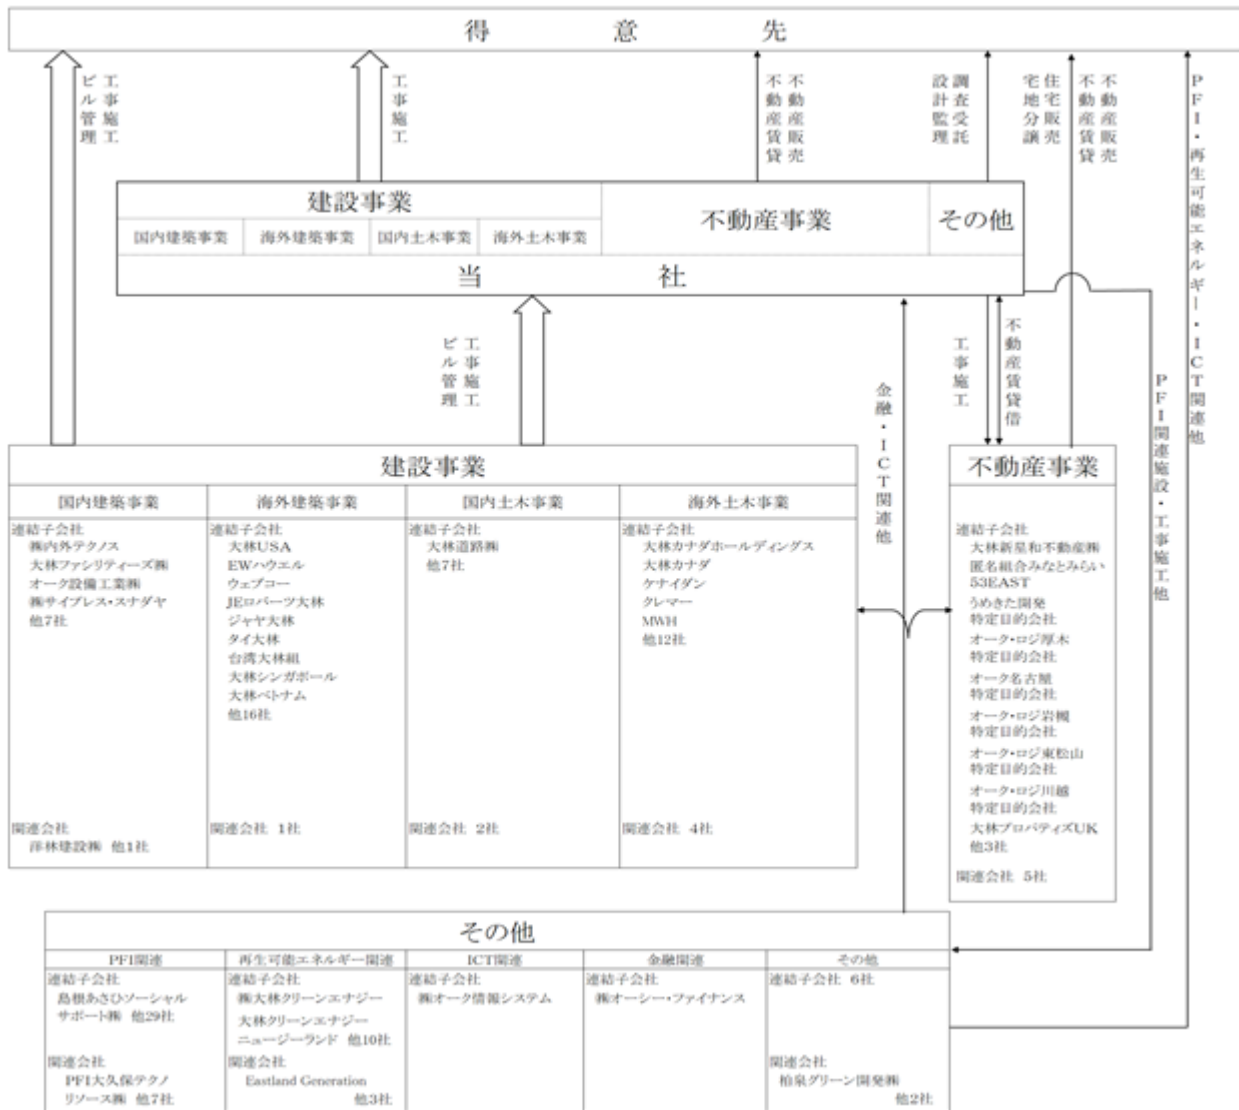 得意先
工事施工
ビル管理
工事施工
不動産販売
不動産賃貸
調査受託
設計監理
不動産販売
不動産賃貸
住宅販売
宅地分譲
PFI・再生可能エネルギー・ICT関連他
建設事業
国内建築事業
海外建築事業
国内土木事業
海外土木事業
不動産事業
その他
当社
工事施工
ビル管理
金融・ICT関連他
工事施工
不動産賃貸借
PFI関連施設・工事施工他
建設事業
国内建築事業
連結子会社
㈱内外テクノス
大林ファシリティーズ㈱
オーク設備工業㈱
㈱サイプレス・スナダヤ
他7社
関連会社
洋林建設㈱ 他1社
海外建築事業
連結子会社
大林USA
EWハウエル
ウェブコー
JEロバーツ大林
ジャヤ大林
タイ大林
台湾大林組
大林シンガポール
大林ベトナム
他16社
関連会社 1社
国内土木事業
連結子会社
大林道路㈱
他7社
関連会社 2社
海外土木事業
連結子会社
大林カナダホールディングス
大林カナダ
ケナイダン
クレマー
MWH
他12社
関連会社 4社
不動産事業
連結子会社
大林新星和不動産㈱
匿名組合みなとみらい
53EAST
うめきた開発
特定目的会社
オーク・ロジ厚木
特定目的会社
オーク名古屋
特定目的会社
オーク・ロジ岩槻
特定目的会社
オーク・ロジ東松山
特定目的会社
オーク・ロジ川越
特定目的会社
大林プロパティズUK
他3社
関連会社 5社
その他
PFI関連
連結子会社
島根あさひソーシャル
サポート㈱ 他29社
関連会社
PFI大久保テクノ
リソース㈱ 他7社
再生可能エネルギー関連
連結子会社
㈱大林クリーンエナジー
大林クリーンエナジー
ニュージーランド 他10社
関連会社
Eastland Generation
他3社
ICT関連
連結子会社
㈱オーク情報システム
金融関連
連結子会社
㈱オーシー・ファイナンス
その他
連結子会社 6社
関連会社
柏泉グリーン開発㈱
他2社